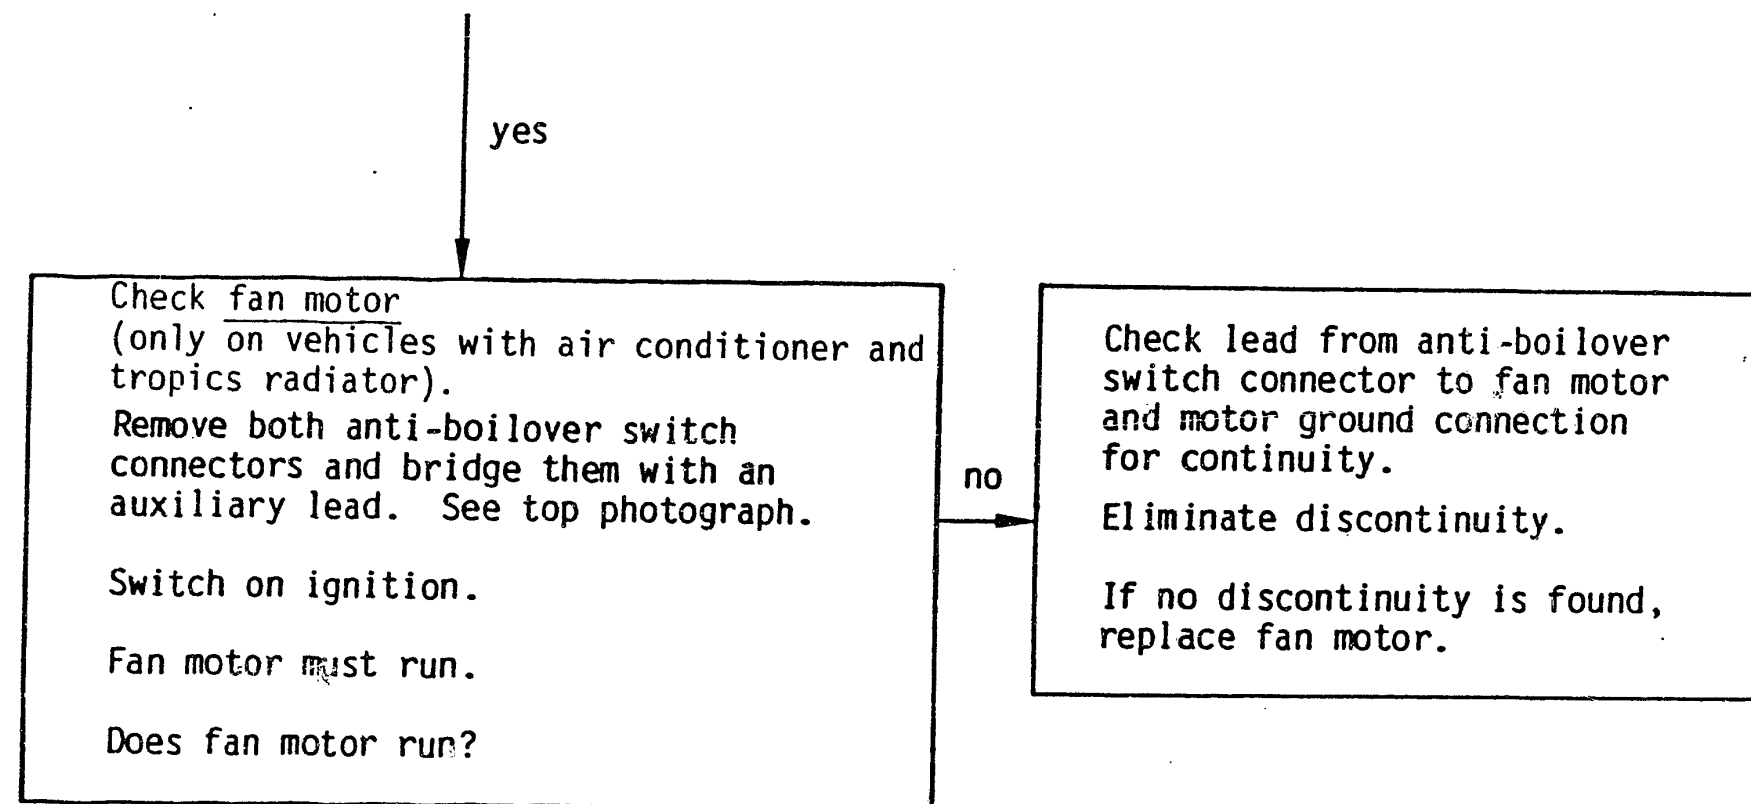 yes
Check fan motor
(only on vehicles with air conditioner and
tropics radiator).
Remove both anti-boilover switch
connectors and bridge them with an
auxiliary lead. See top photograph.
Switch on ignition.
Fan motor must run.
Does fan motor run?
no
Check lead from anti-boilover
switch connector to fan motor
and motor ground connection
for continuity.
Eliminate discontinuity.
If no discontinuity is found,
replace fan motor.